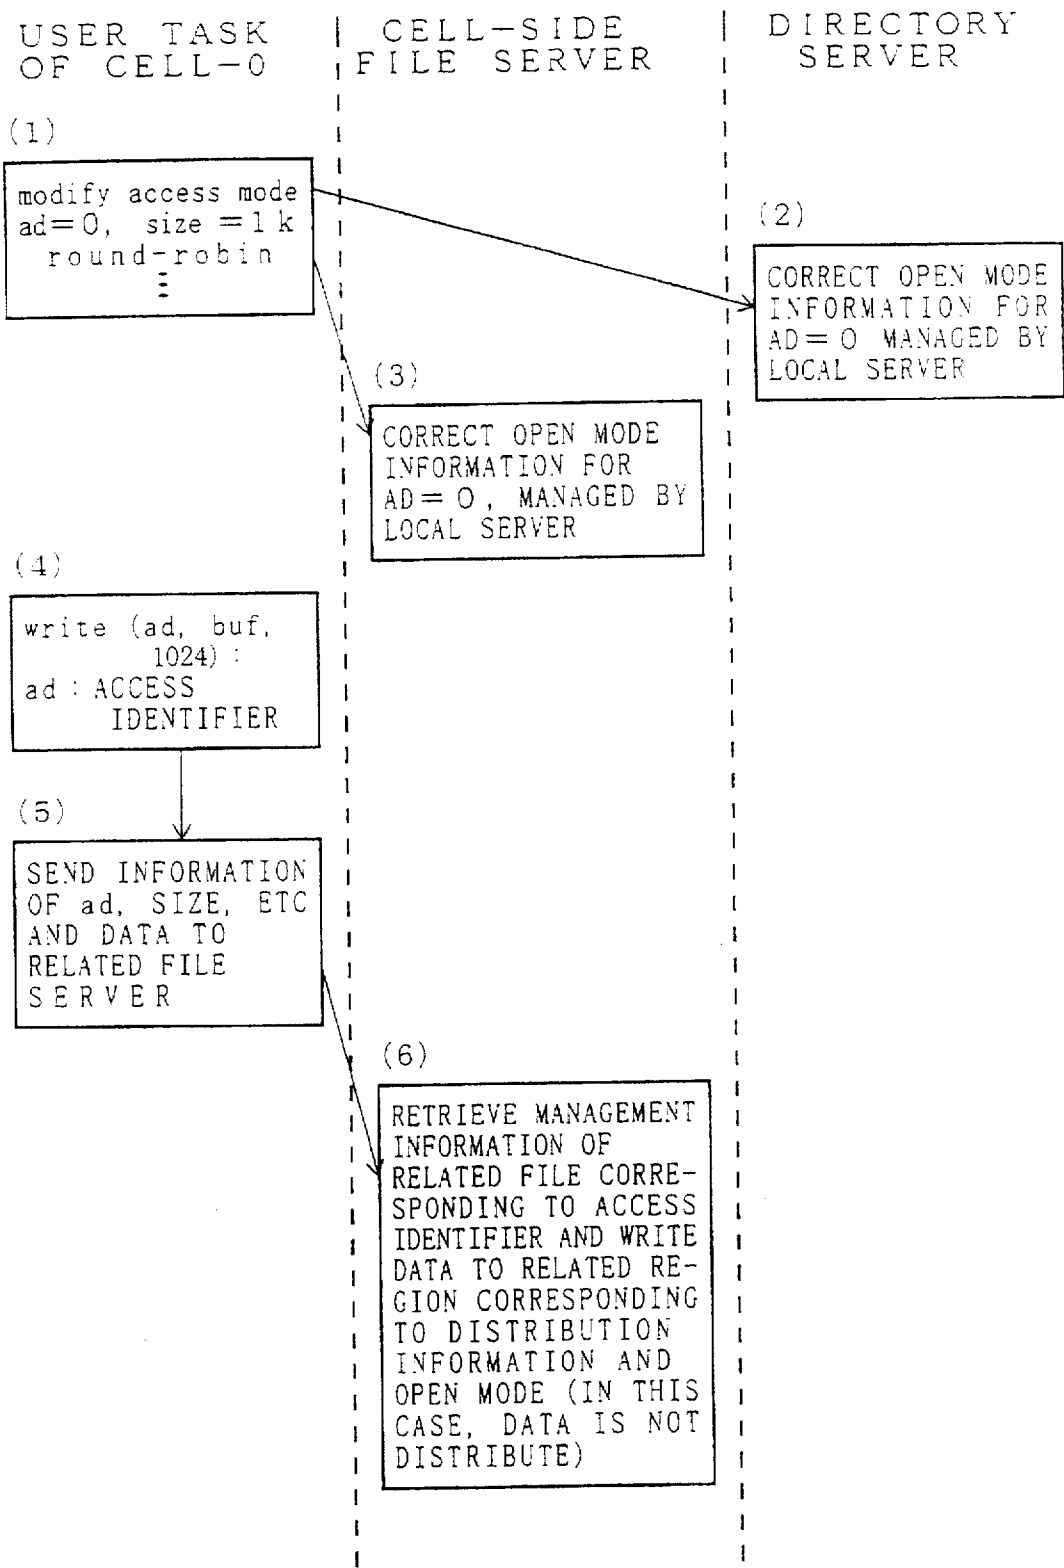 USER TASK
OF CELL-0
CELL-SIDE
FILE SERVER
DIRECTORY
SERVER
(1)
modify access mode
ad=0, size =1k
round-robin
⋮
(2)
CORRECT OPEN MODE
INFORMATION FOR
AD=0 MANAGED BY
LOCAL SERVER
(3)
CORRECT OPEN MODE
INFORMATION FOR
AD=0, MANAGED BY
LOCAL SERVER
(4)
write (ad, buf,
1024) :
ad : ACCESS
IDENTIFIER
(5)
SEND INFORMATION
OF ad, SIZE, ETC
AND DATA TO
RELATED FILE
SERVER
(6)
RETRIEVE MANAGEMENT
INFORMATION OF
RELATED FILE CORRE-
SPONDING TO ACCESS
IDENTIFIER AND WRITE
DATA TO RELATED RE-
GION CORRESPONDING
TO DISTRIBUTION
INFORMATION AND
OPEN MODE (IN THIS
CASE, DATA IS NOT
DISTRIBUTE)